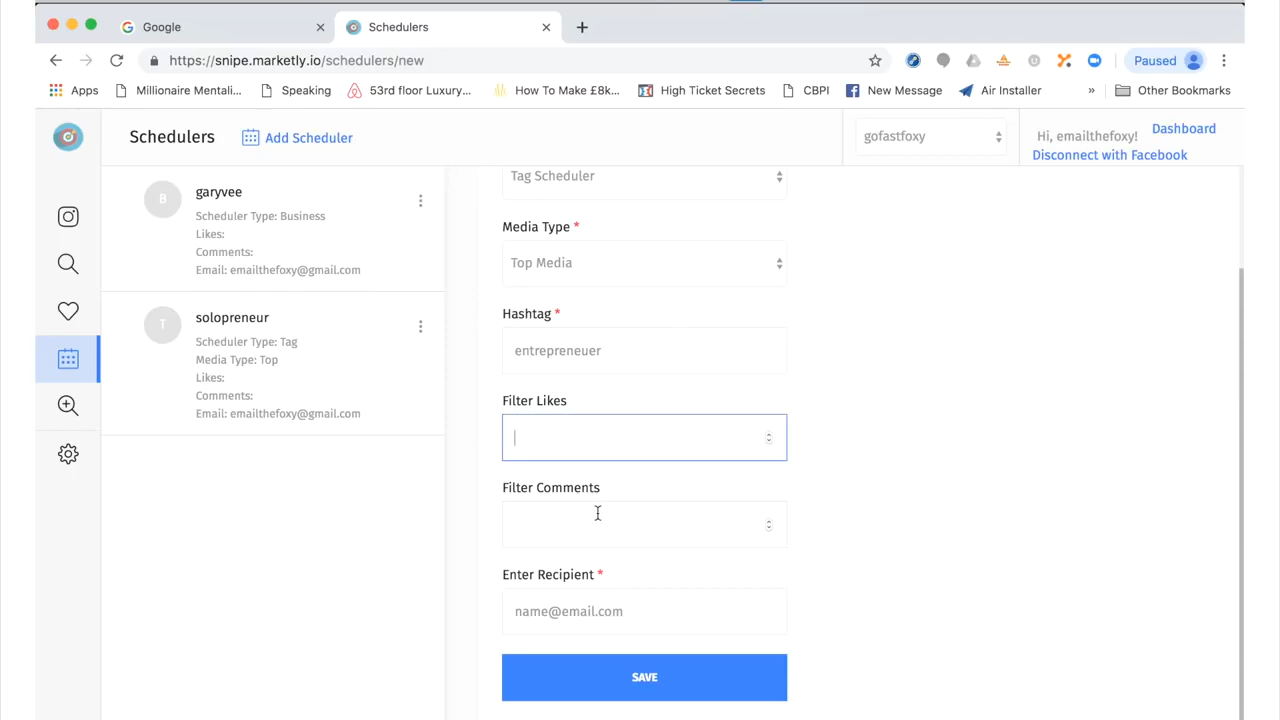 Google
Schedulers
https://snipe.marketly.io/schedulers/new
Paused
Apps
Millionaire Mentali...
Speaking
53rd floor Luxury...
How To Make £8k...
High Ticket Secrets
CBPI
New Message
Air Installer
»
Other Bookmarks
Schedulers
Add Scheduler
gofastfoxy
Hi, emailthefoxy!
Dashboard
Disconnect with Facebook
B
garyvee
Scheduler Type: Business
Likes:
Comments:
Email: emailthefoxy@gmail.com
T
solopreneur
Scheduler Type: Tag
Media Type: Top
Likes:
Comments:
Email: emailthefoxy@gmail.com
Tag Scheduler
Media Type *
Top Media
Hashtag *
entrepreneuer
Filter Likes
Filter Comments
Enter Recipient *
name@email.com
SAVE